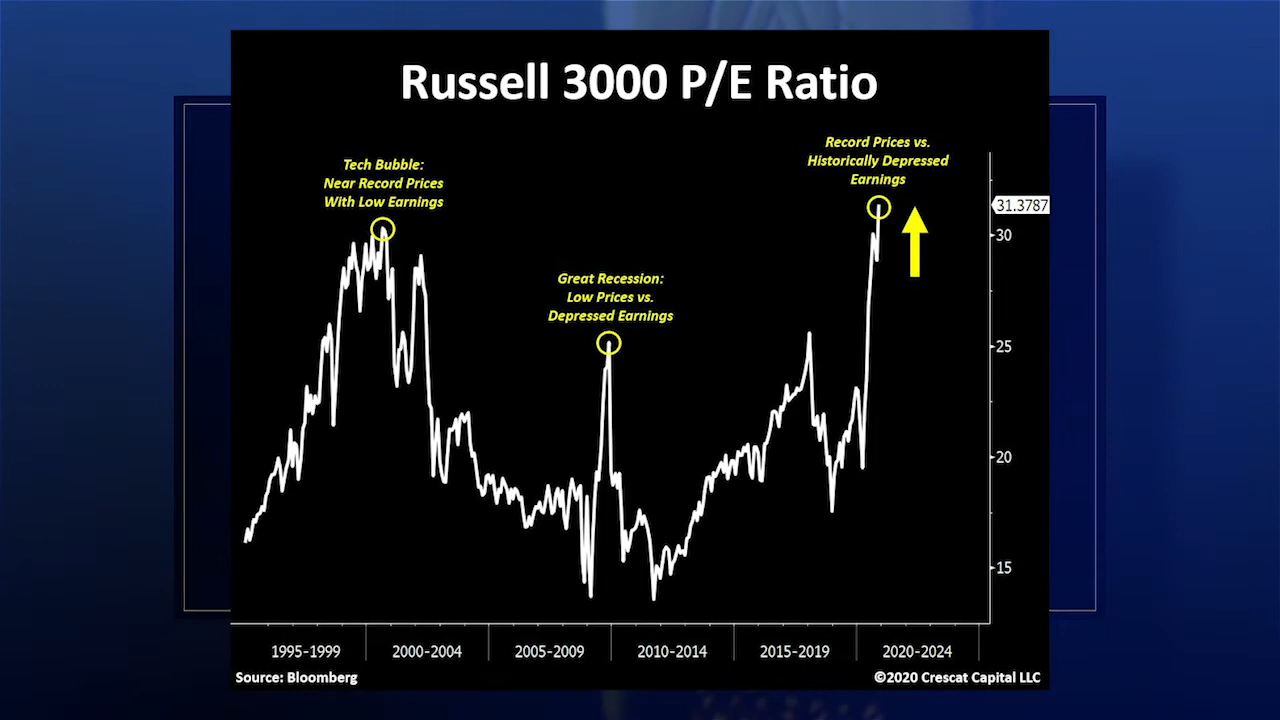 Russell 3000 P/E Ratio
Tech Bubble:
Near Record Prices
With Low Earnings
Great Recession:
Low Prices vs.
Depressed Earnings
Record Prices vs.
Historically Depressed
Earnings
31.3787
30
25
20
15
1995-1999
2000-2004
2005-2009
2010-2014
2015-2019
2020-2024
Source: Bloomberg
©2020 Crescat Capital LLC